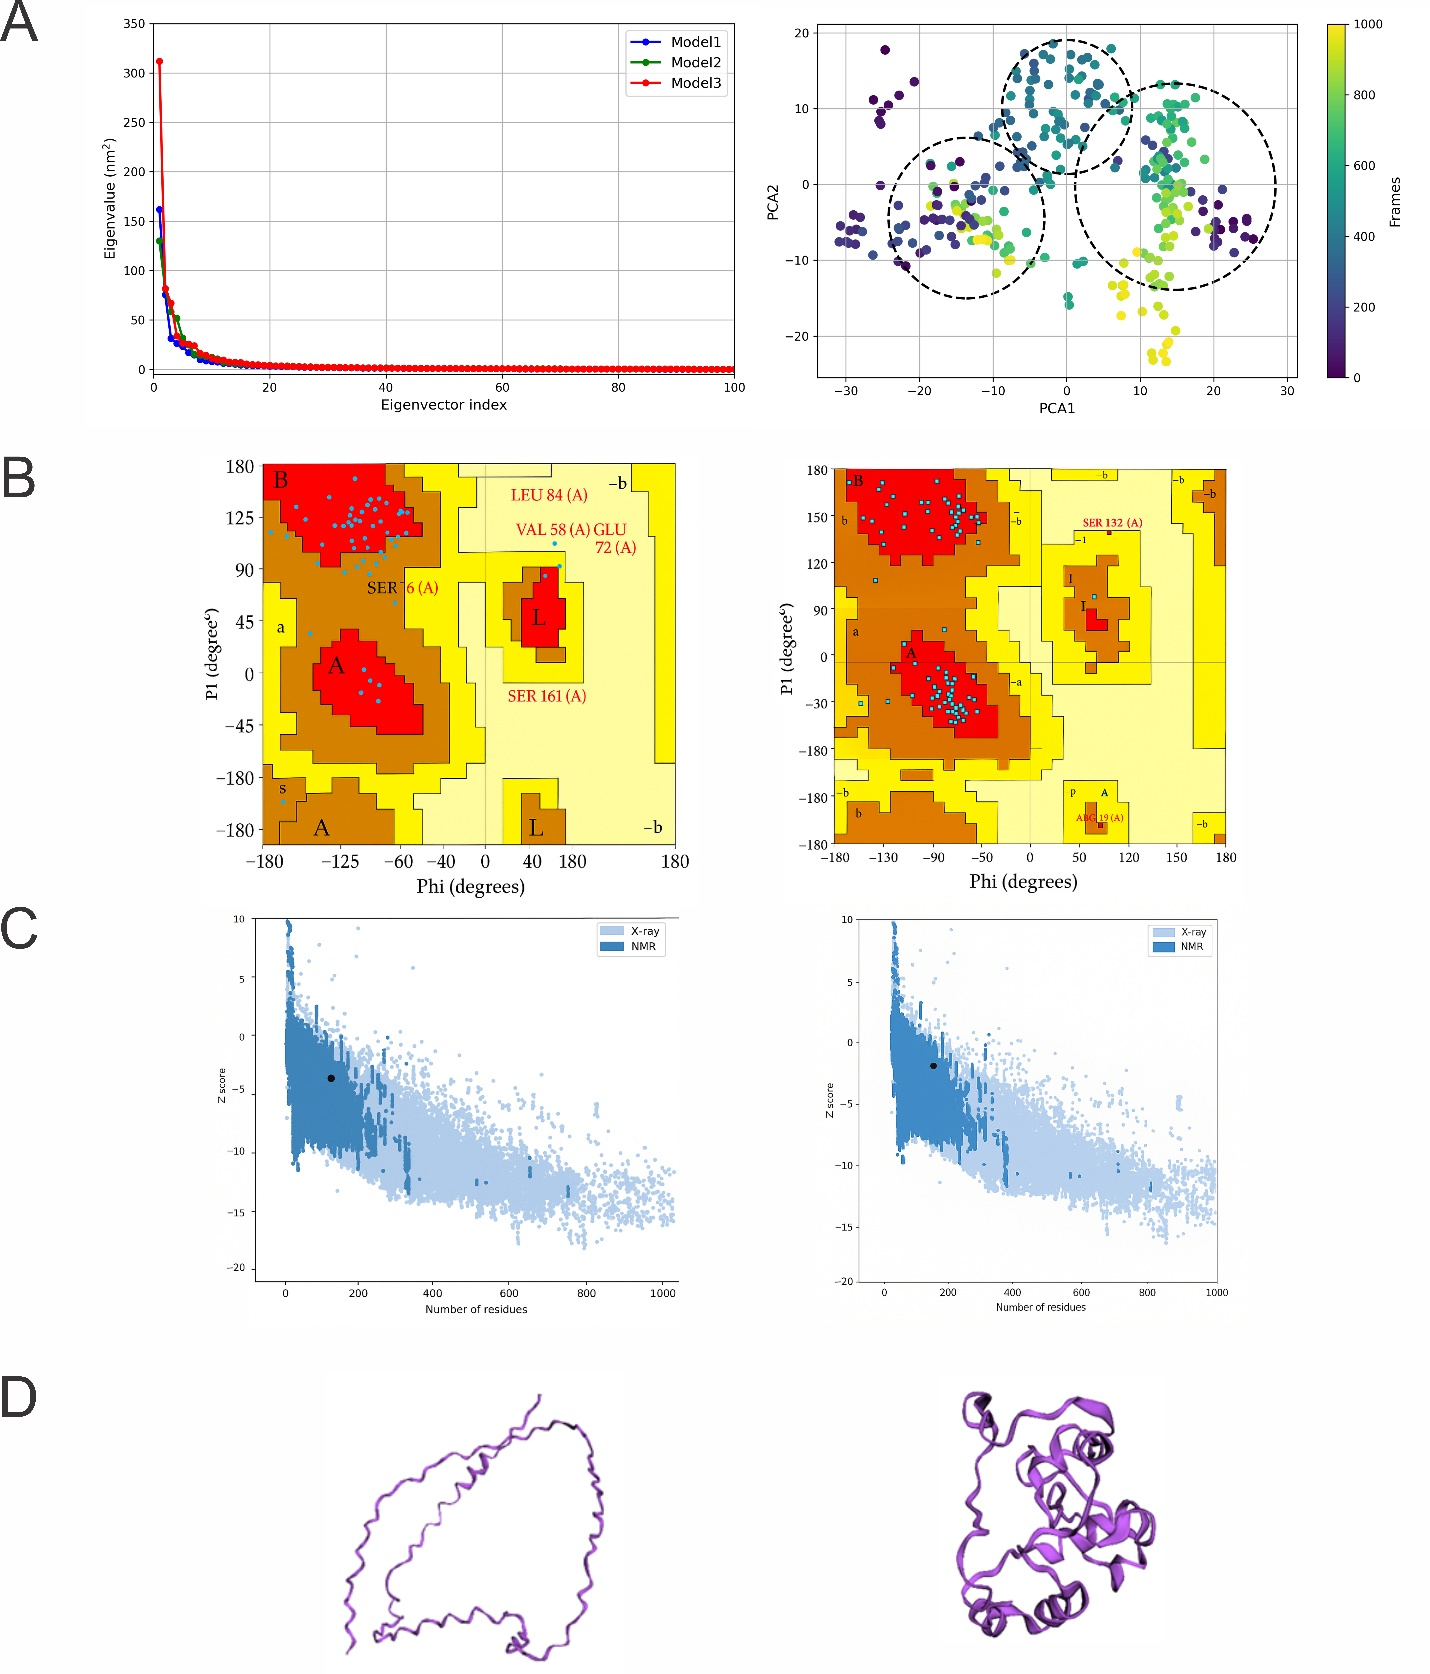 A
350
300
250
200
150
100
50
0
0 20 40 60 80 100
Eigenvalue (nm²)
Eigenvector index
Model1
Model2
Model3
20
10
0
−10
−20
−30 −20 −10 0 10 20 30
PCA2
PCA1
1000
800
600
400
200
0
Frames
B
180
125
90
45
0
−45
−180
−180
−180 −125 −60 −40 0 40 180 180
P1 (degree°)
Phi (degrees)
B
−b
LEU 84 (A)
VAL 58 (A) GLU
72 (A)
SER 6 (A)
L
a
A
SER 161 (A)
s
A
L
−b
180
150
120
90
0
−30
−180
−180
−180
−180 −130 −90 −50 0 50 120 150 180
P1 (degree°)
Phi (degrees)
B
−b
−b
−b
b
−b
SER 132 (A)
−1
I
I
a
A
−a
−b
b
p A
ARG 19 (A)
−b
C
10
5
0
−5
−10
−15
−20
0 200 400 600 800 1000
Z score
Number of residues
X-ray
NMR
10
5
0
−5
−10
−15
−20
0 200 400 600 800 1000
Z score
Number of residues
X-ray
NMR
D